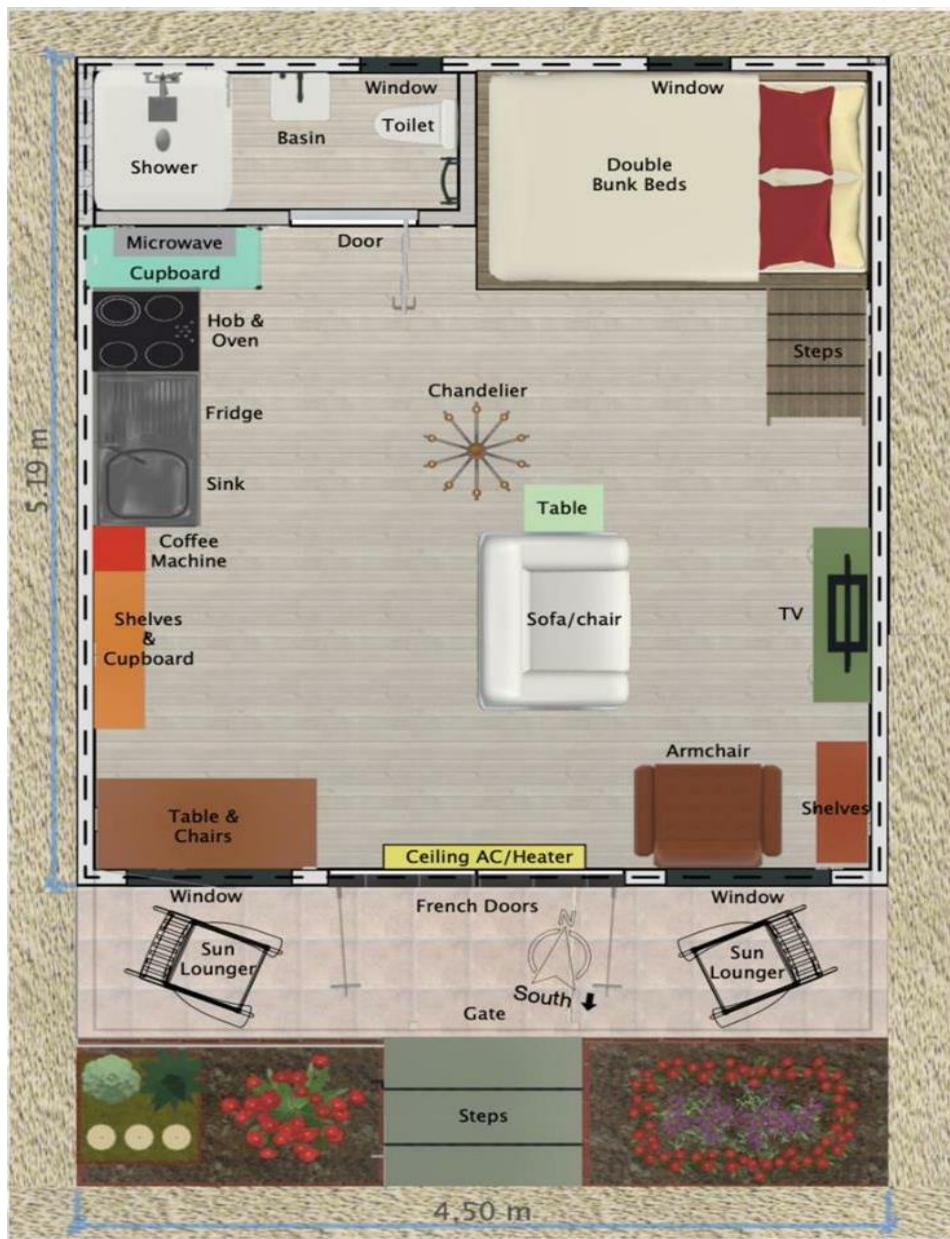 Window
Window
Toilet
Basin
Shower
Double
Bunk Beds
Door
Microwave
Cupboard
Hob &
Oven
Steps
Chandelier
Fridge
Sink
Table
Coffee
Machine
5,19 m
Shelves
&
Cupboard
Sofa/chair
TV
Armchair
Shelves
Table &
Chairs
Ceiling AC/Heater
Window
French Doors
Window
N
Sun
Lounger
Sun
Lounger
South
Gate
Steps
4,50 m